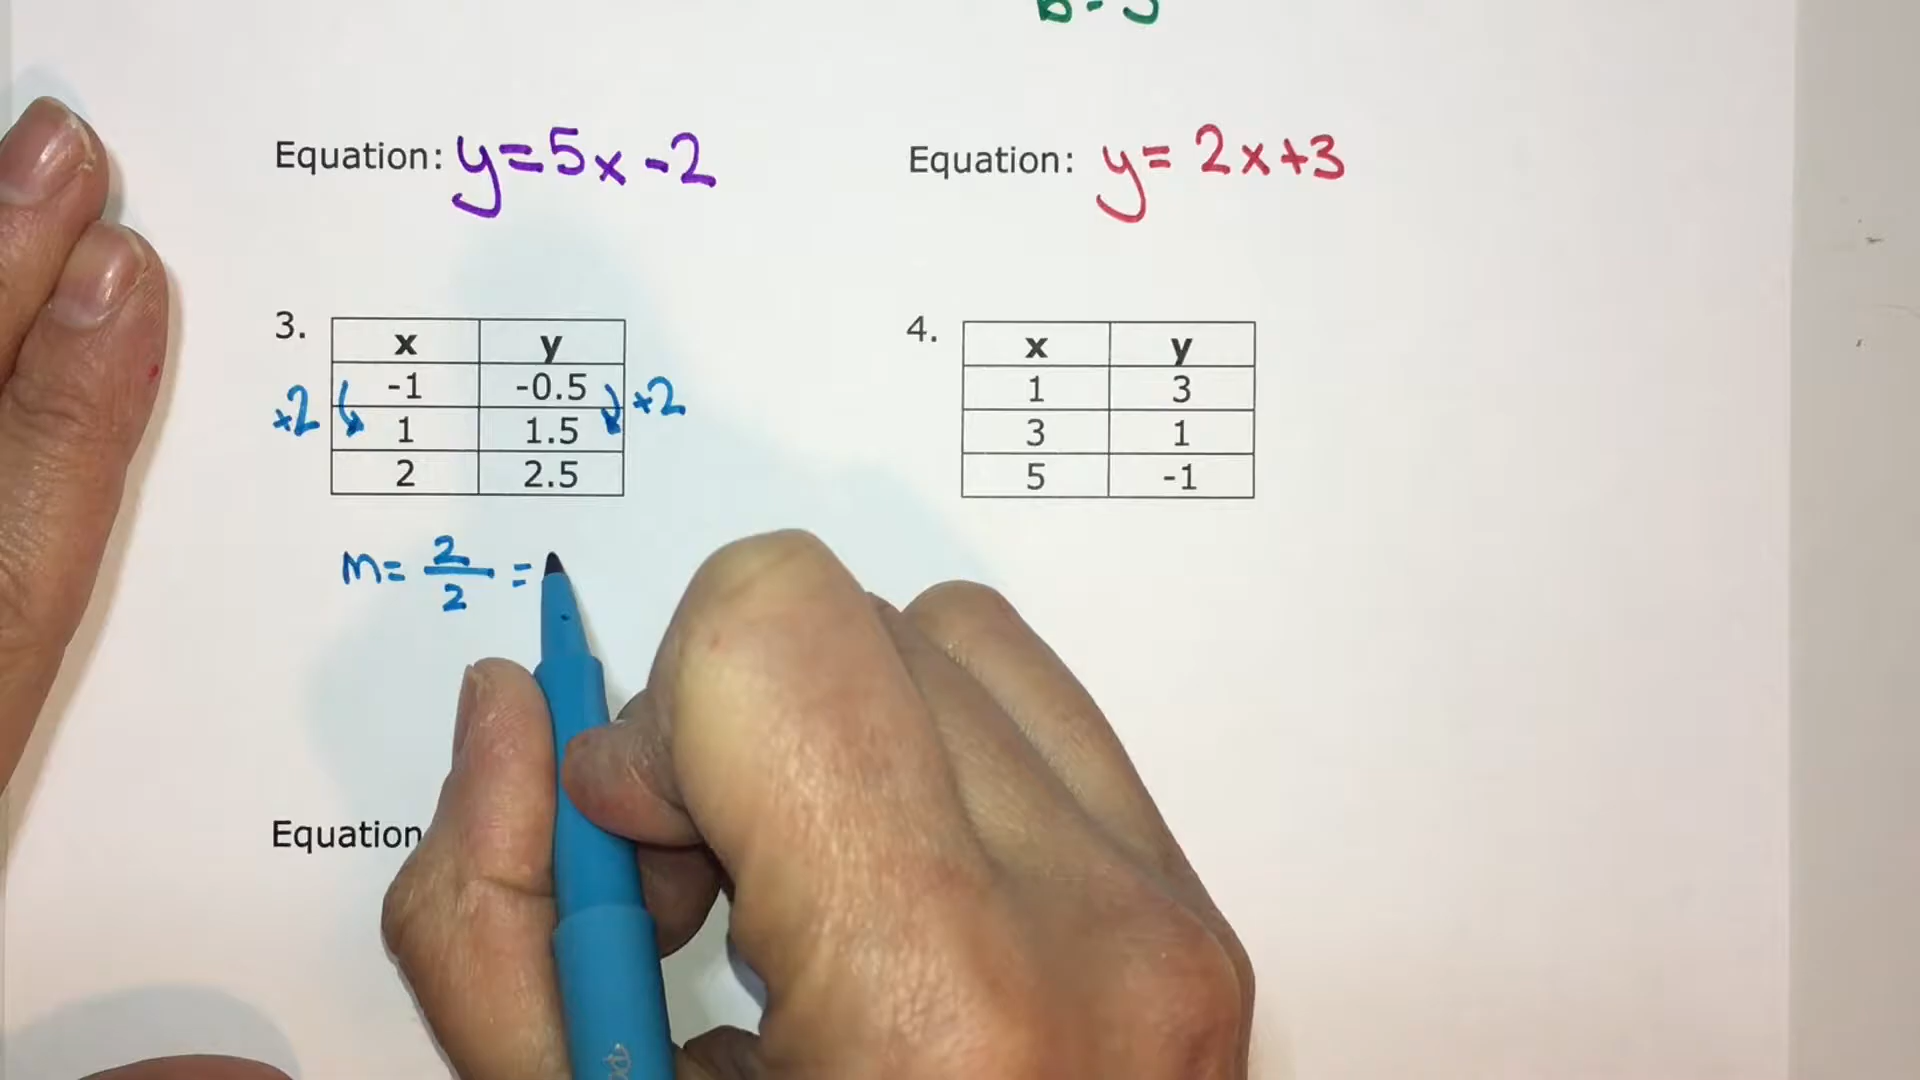 b=3
Equation: y=5x-2
Equation: y=2x+3
3.
x y
-1 -0.5
+2 +2
1 1.5
2 2.5
m= 2/2 =
Equation
4.
x y
1 3
3 1
5 -1